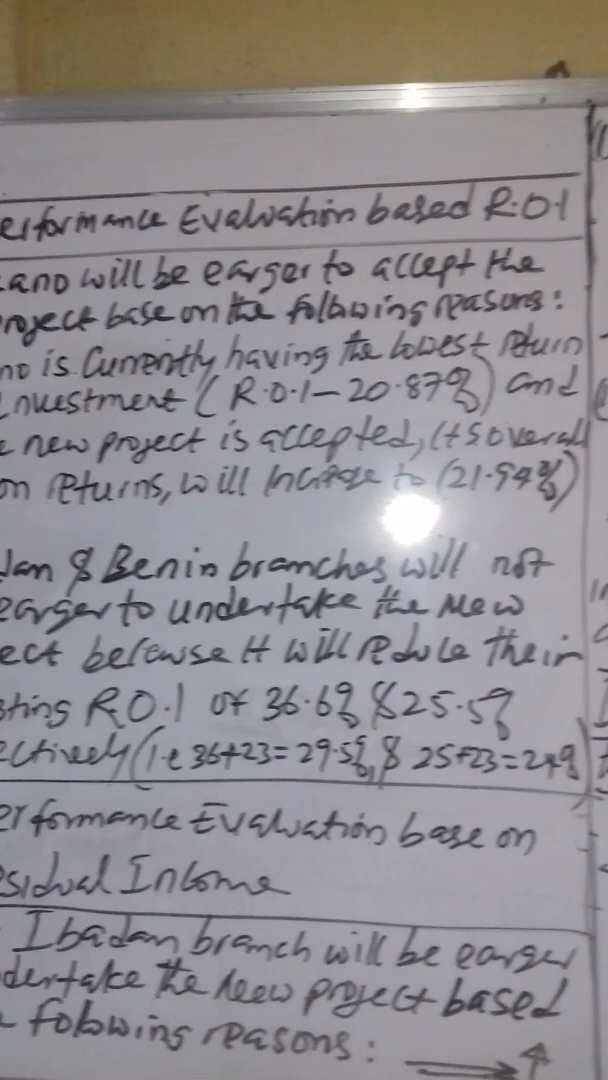 erformance Evaluation based R.O.I
ano will be earger to accept the
roject base on the following reasons:
no is Currently having the lowest return
nvestment (R.O.I - 20.87%) and
e new project is accepted, its overall
on returns, will Increase to (21.94%)
dan & Benin branches will not
earger to undertake the New
ect because it will reduce their
sting R.O.I of 36.6% & 25.5%
ectively (i.e 36+23=29.5%, & 25+23=24%)
erformance Evaluation base on
sidual Income
Ibadan branch will be earger
dertake the New project based
following reasons: